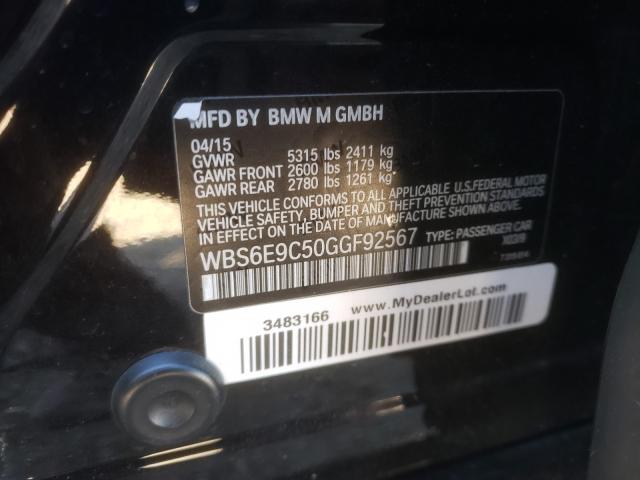 MFD BY BMW M GMBH
04/15
GVWR 5315 lbs 2411 kg
GAWR FRONT 2600 lbs 1179 kg
GAWR REAR 2780 lbs 1261 kg
THIS VEHICLE CONFORMS TO ALL APPLICABLE U.S.FEDERAL MOTOR
VEHICLE SAFETY, BUMPER, AND THEFT PREVENTION STANDARDS
IN EFFECT ON THE DATE OF MANUFACTURE SHOWN ABOVE.
WBS6E9C50GGF92567 TYPE: PASSENGER CAR
3483166 www.MyDealerLot.com